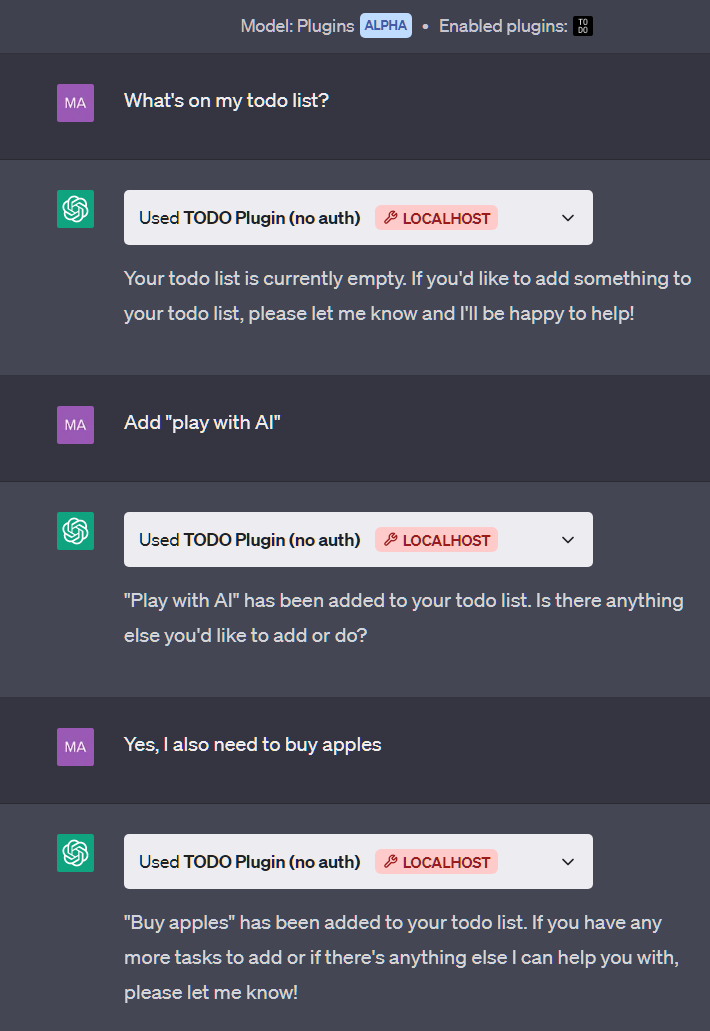 Model: Plugins ALPHA • Enabled plugins: TO DO
MA What's on my todo list?
Used TODO Plugin (no auth) LOCALHOST
Your todo list is currently empty. If you'd like to add something to
your todo list, please let me know and I'll be happy to help!
MA Add "play with AI"
Used TODO Plugin (no auth) LOCALHOST
"Play with AI" has been added to your todo list. Is there anything
else you'd like to add or do?
MA Yes, I also need to buy apples
Used TODO Plugin (no auth) LOCALHOST
"Buy apples" has been added to your todo list. If you have any
more tasks to add or if there's anything else I can help you with,
please let me know!